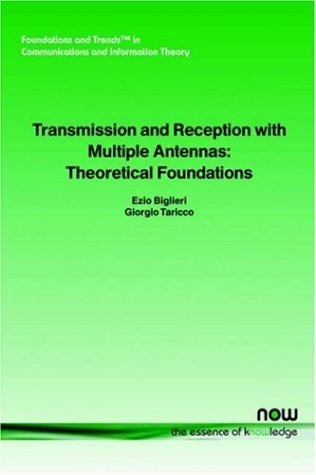 Foundations and Trends™ in
Communications and Information Theory
Transmission and Reception with
Multiple Antennas:
Theoretical Foundations
Ezio Biglieri
Giorgio Taricco
now
the essence of knowledge